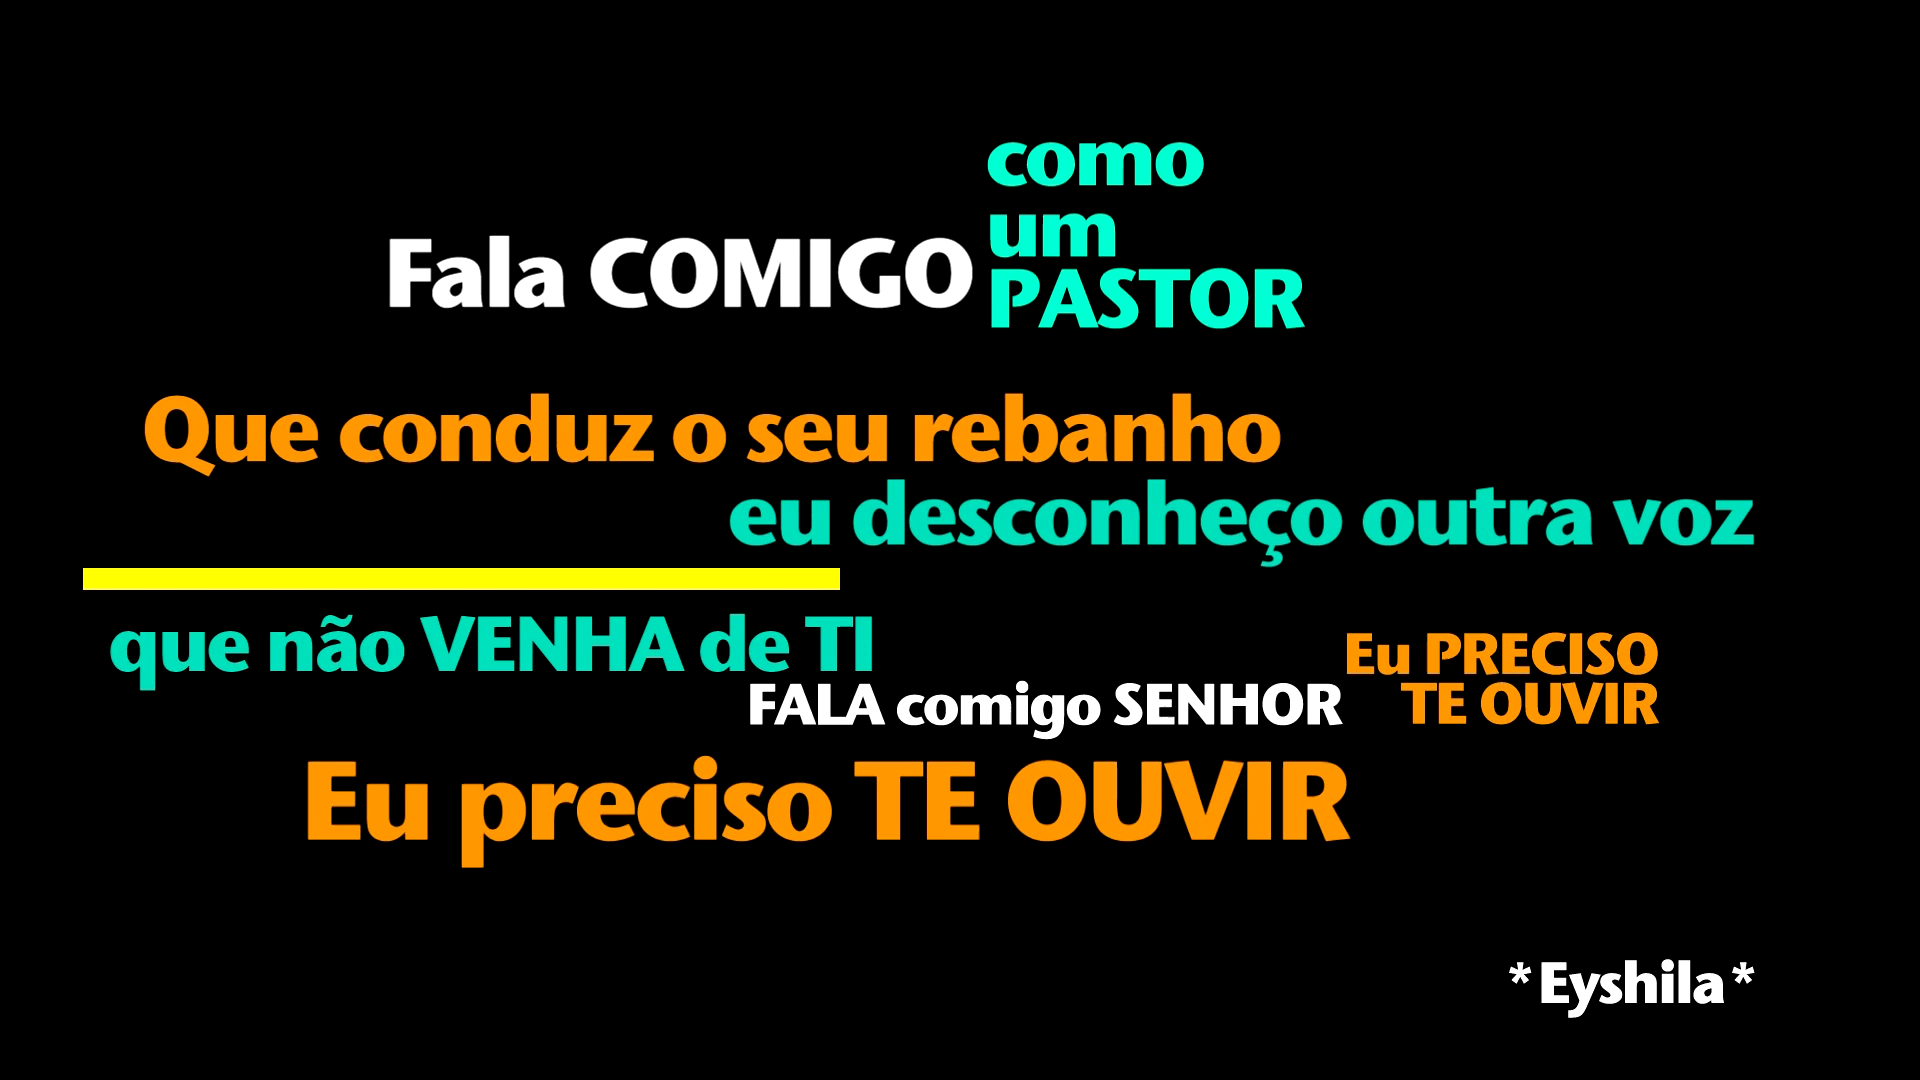 Fala COMIGO
como
um
PASTOR
Que conduz o seu rebanho
eu desconheço outra voz
que não VENHA de TI
FALA comigo SENHOR
Eu PRECISO
TE OUVIR
Eu preciso TE OUVIR
*Eyshila*